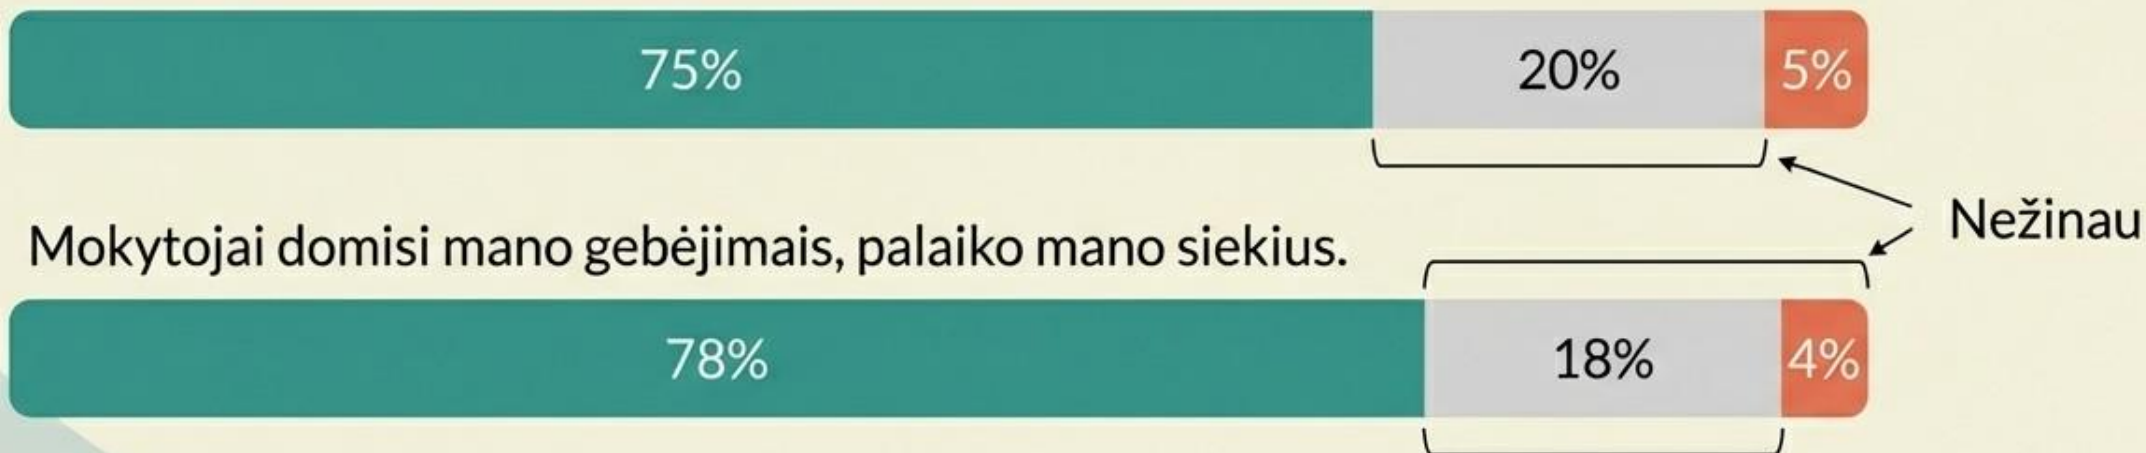 75% 20% 5%
Nežinau
Mokytojai domisi mano gebėjimais, palaiko mano siekius.
78% 18% 4%